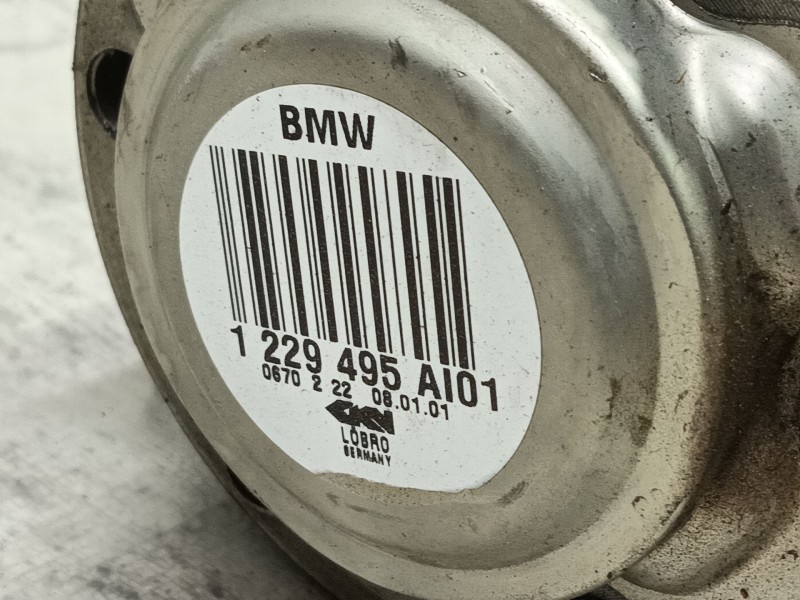 BMW
1 229 495 AI01
0670 2 22 08.01.01
GKN
LÖBRO
GERMANY